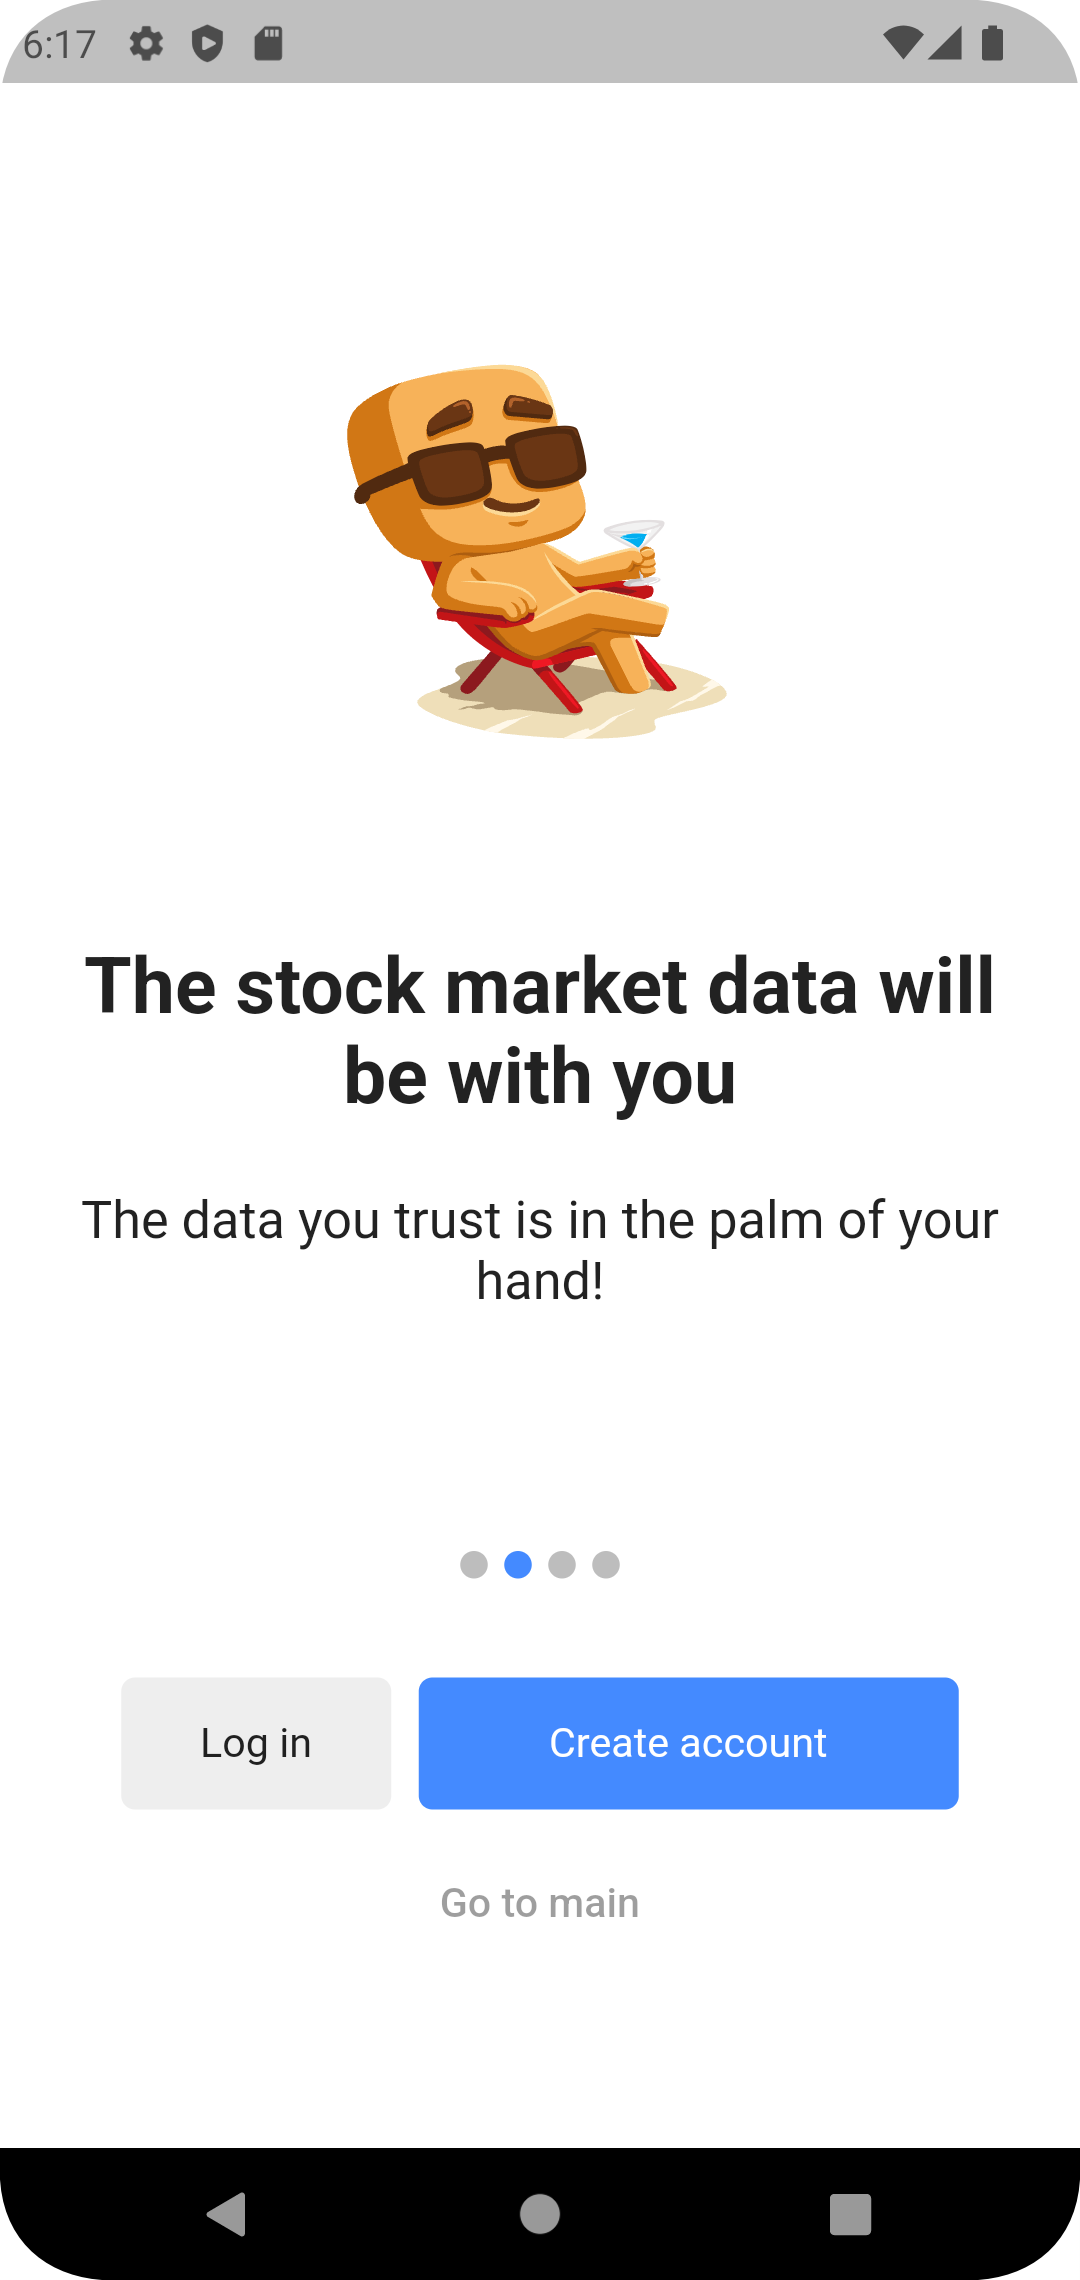 6:17
The stock market data will
be with you
The data you trust is in the palm of your
hand!
Log in
Create account
Go to main